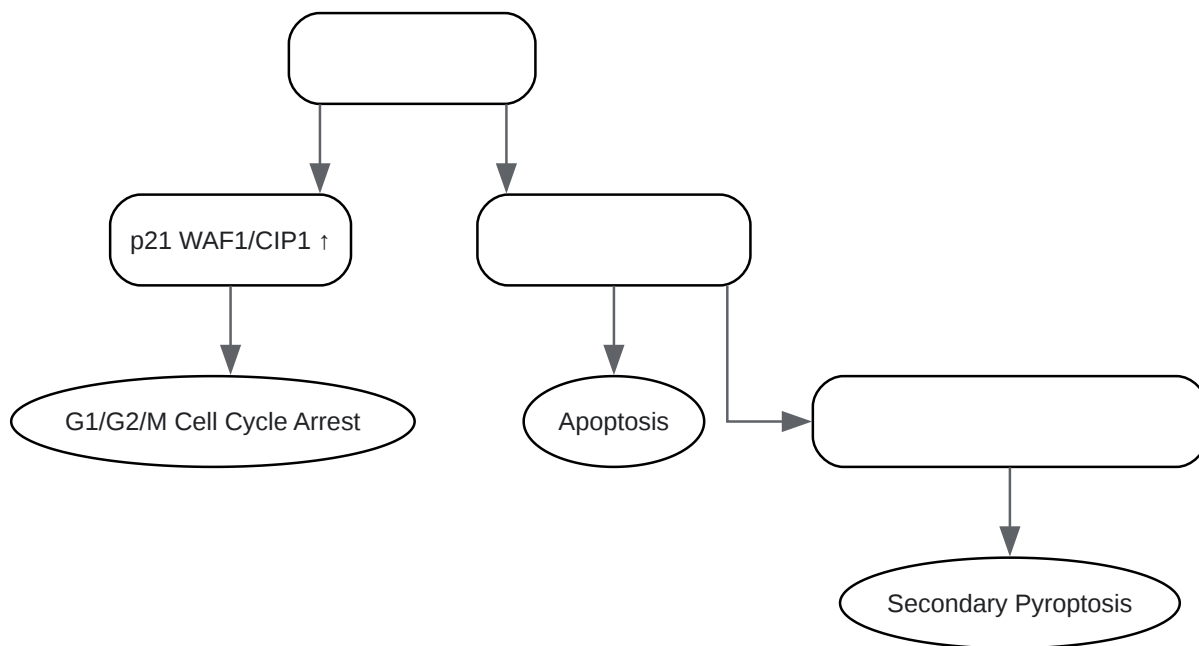 p21 WAF1/CIP1 ↑
G1/G2/M Cell Cycle Arrest
Apoptosis
Secondary Pyroptosis